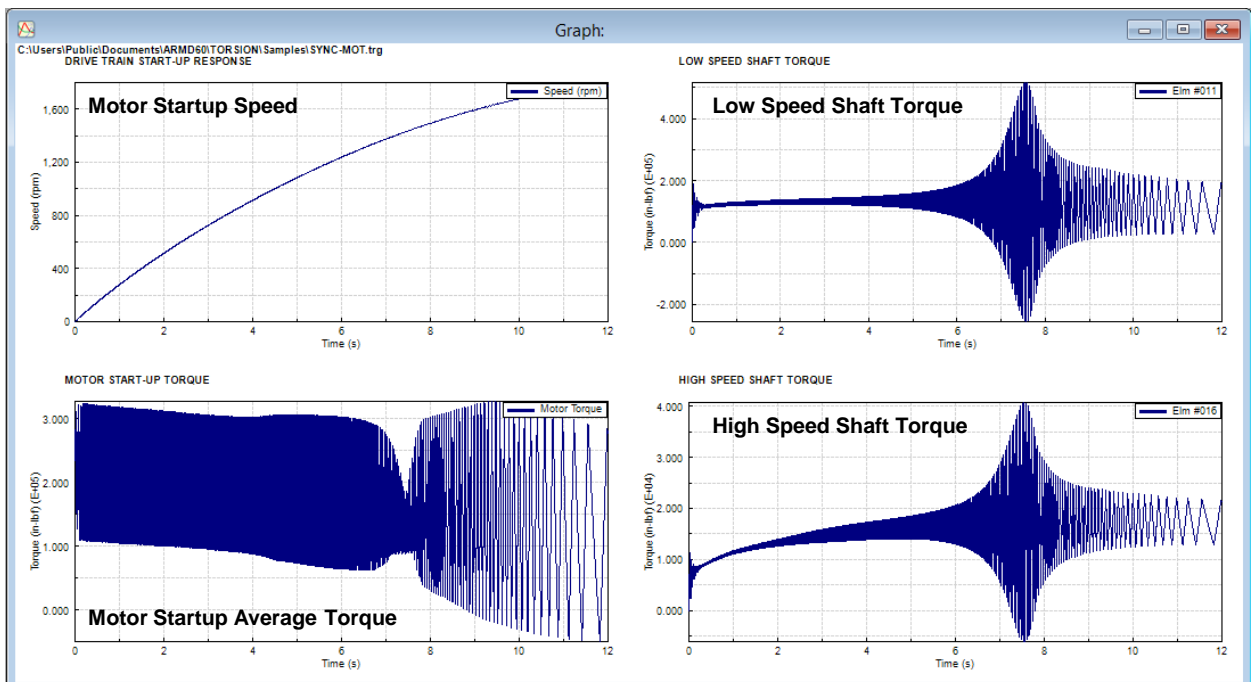 Graph:
C:\Users\Public\Documents\ARMD60\TORSION\Samples\SYNC-MOT.trg
DRIVE TRAIN START-UP RESPONSE
Speed (rpm)
Motor Startup Speed
1,600
1,200
800
400
0
Speed (rpm)
0 2 4 6 8 10 12
Time (s)
LOW SPEED SHAFT TORQUE
Elm #011
Low Speed Shaft Torque
4.000
2.000
0.000
-2.000
Torque (in-lbf) (E+05)
0 2 4 6 8 10 12
Time (s)
MOTOR START-UP TORQUE
Motor Torque
3.000
2.000
1.000
0.000
Torque (in-lbf) (E+05)
Motor Startup Average Torque
0 2 4 6 8 10 12
Time (s)
HIGH SPEED SHAFT TORQUE
Elm #016
High Speed Shaft Torque
4.000
3.000
2.000
1.000
0.000
Torque (in-lbf) (E+04)
0 2 4 6 8 10 12
Time (s)